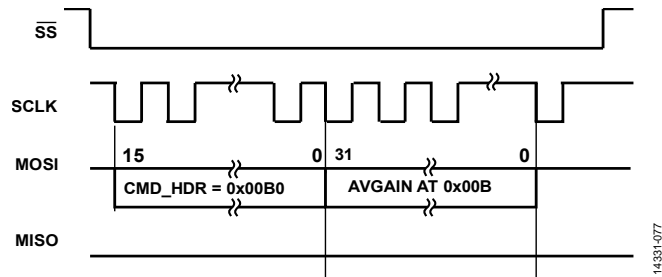 SS
SCLK
MOSI
15 0 31 0
CMD_HDR = 0x00B0 AVGAIN AT 0x00B
MISO
14331-077